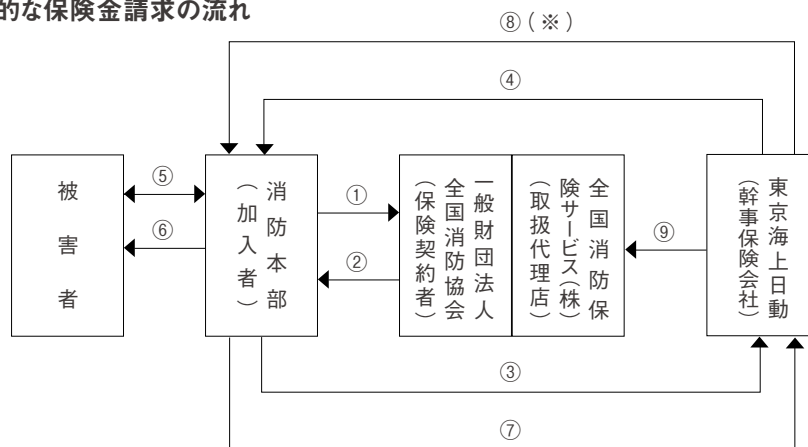 的な保険金請求の流れ
⑧（※）
④
被害者
⑤
⑥
消防本部
（加入者）
①
②
一般財団法人
全国消防協会
（保険契約者）
全国消防保
険サービス（株）
（取扱代理店）
⑨
東京海上日動
（幹事保険会社）
③
⑦